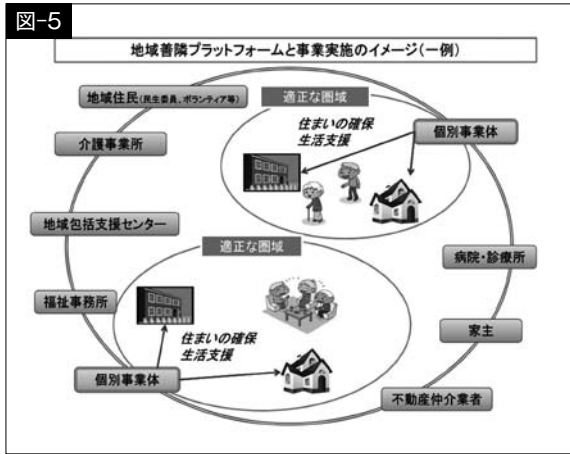 図-5
地域善隣プラットフォームと事業実施のイメージ(一例)
地域住民(民生委員、ボランティア等)
適正な圏域
住まいの確保
生活支援
個別事業体
介護事業所
地域包括支援センター
適正な圏域
病院・診療所
福祉事務所
住まいの確保
生活支援
家主
個別事業体
不動産仲介業者